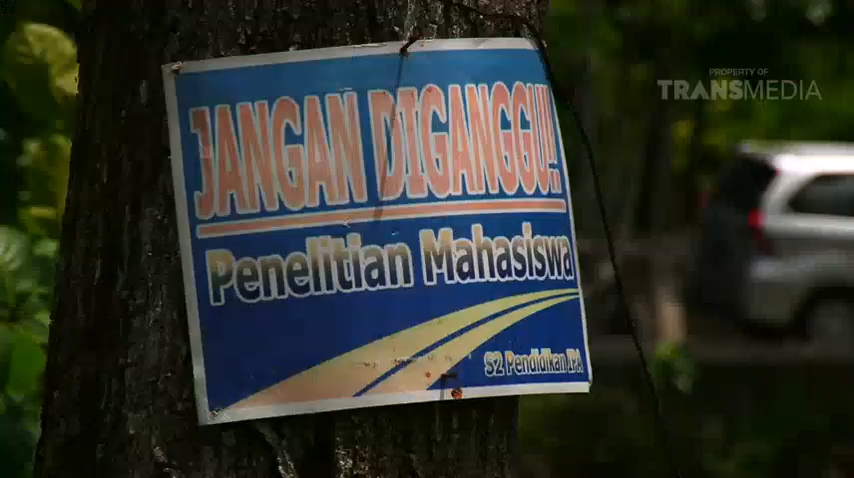 PROPERTY OF
TRANSMEDIA
JANGAN DIGANGGU!!
Penelitian Mahasiswa
S2 Pendidikan IPA